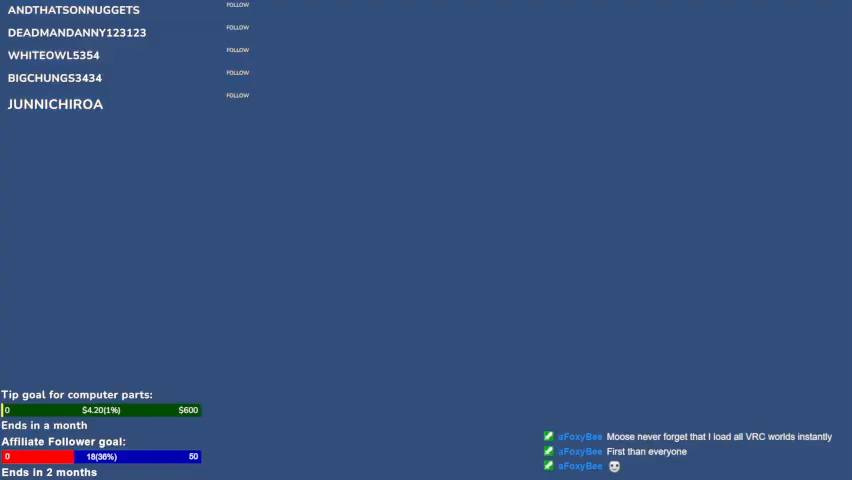 ANDTHATSONNUGGETS FOLLOW
DEADMANDANNY123123 FOLLOW
WHITEOWL5354 FOLLOW
BIGCHUNGS3434 FOLLOW
JUNNICHIROA FOLLOW
Tip goal for computer parts:
0 $4.20(1%) $600
Ends in a month
Affiliate Follower goal:
0 18(36%) 50
Ends in 2 months
aFoxyBee Moose never forget that I load all VRC worlds instantly
aFoxyBee First than everyone
aFoxyBee